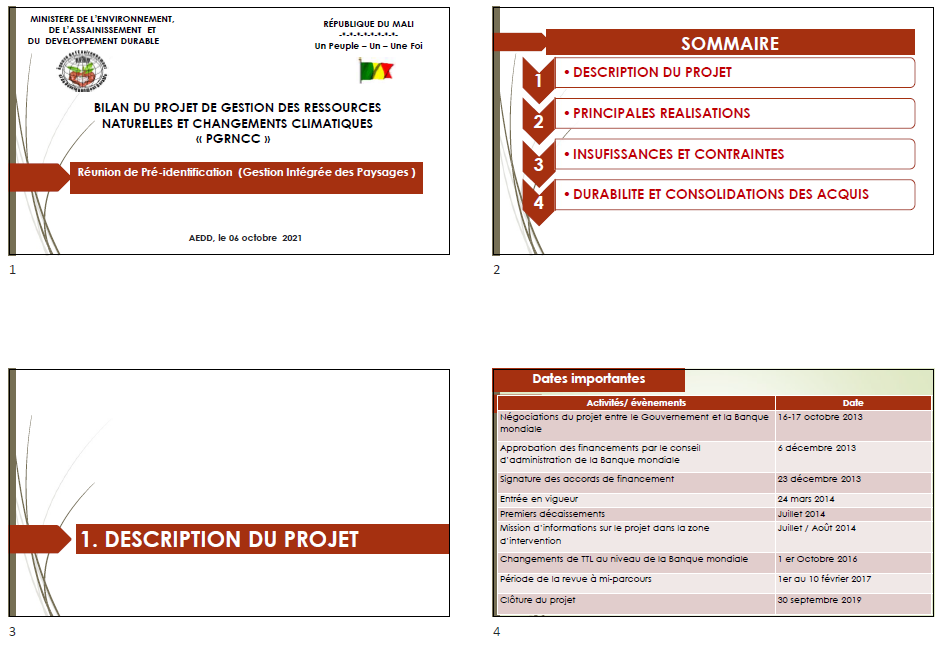 MINISTERE DE L'ENVIRONNEMENT,
DE L'ASSAINISSEMENT ET
DU DEVELOPPEMENT DURABLE
RÉPUBLIQUE DU MALI
-*-*-*-*-*-*-*-
Un Peuple – Un – Une Foi
BILAN DU PROJET DE GESTION DES RESSOURCES
NATURELLES ET CHANGEMENTS CLIMATIQUES
« PGRNCC »
Réunion de Pré-identification (Gestion Intégrée des Paysages )
AEDD, le 06 octobre 2021
1
SOMMAIRE
1 • DESCRIPTION DU PROJET
2 • PRINCIPALES REALISATIONS
3 • INSUFISSANCES ET CONTRAINTES
4 • DURABILITE ET CONSOLIDATIONS DES ACQUIS
2
1. DESCRIPTION DU PROJET
3
Dates importantes
Activités/ évènements Date
Négociations du projet entre le Gouvernement et la Banque 16-17 octobre 2013
mondiale
Approbation des financements par le conseil 6 décembre 2013
d'administration de la Banque mondiale
Signature des accords de financement 23 décembre 2013
Entrée en vigueur 24 mars 2014
Premiers décaissements Juillet 2014
Mission d'informations sur le projet dans la zone Juillet / Août 2014
d'intervention
Changements de TTL au niveau de la Banque mondiale 1 er Octobre 2016
Période de la revue à mi-parcours 1er au 10 février 2017
Clôture du projet 30 septembre 2019
4